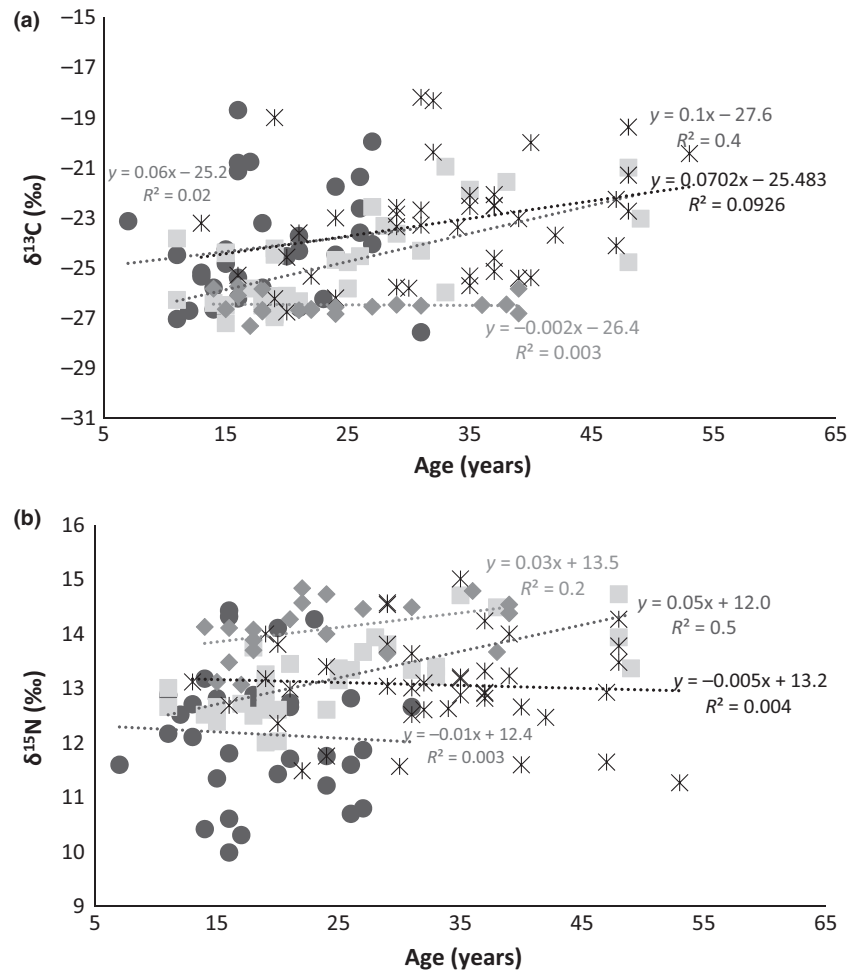 (a)
–15
–17
–19
–21
–23
–25
–27
–29
–31
δ¹³C (‰)
y = 0.1x – 27.6
R² = 0.4
y = 0.06x – 25.2
R² = 0.02
y = 0.0702x – 25.483
R² = 0.0926
y = –0.002x – 26.4
R² = 0.003
5 15 25 35 45 55 65
Age (years)
(b)
16
15
14
13
12
11
10
9
δ¹⁵N (‰)
y = 0.03x + 13.5
R² = 0.2
y = 0.05x + 12.0
R² = 0.5
y = –0.005x + 13.2
R² = 0.004
y = –0.01x + 12.4
R² = 0.003
5 15 25 35 45 55 65
Age (years)